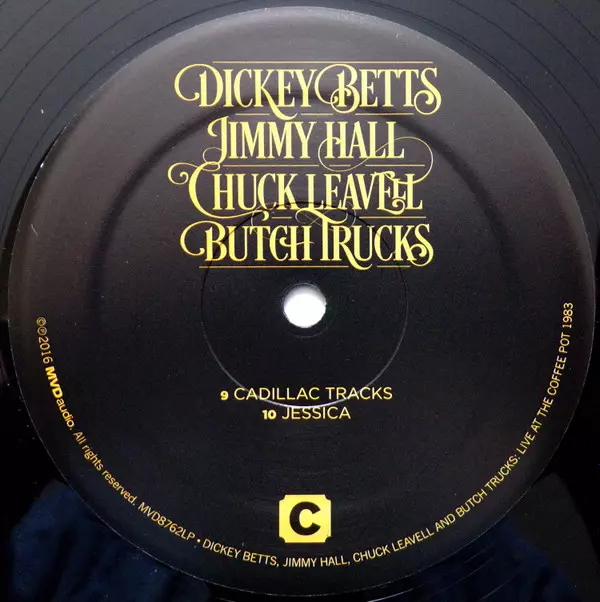 DICKEY BETTS
JIMMY HALL
CHUCK LEAVELL
BUTCH TRUCKS
9 CADILLAC TRACKS
10 JESSICA
C
©℗2016 MVDaudio. All rights reserved. MVD8762LP • DICKEY BETTS, JIMMY HALL, CHUCK LEAVELL AND BUTCH TRUCKS: LIVE AT THE COFFEE POT 1983